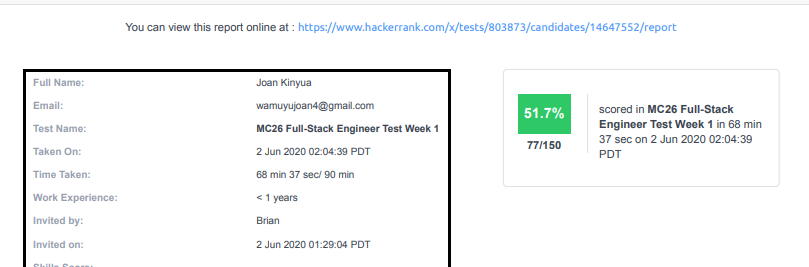 You can view this report online at : https://www.hackerrank.com/x/tests/803873/candidates/14647552/report
Full Name: Joan Kinyua
Email: wamuyujoan4@gmail.com
Test Name: MC26 Full-Stack Engineer Test Week 1
Taken On: 2 Jun 2020 02:04:39 PDT
Time Taken: 68 min 37 sec/ 90 min
Work Experience: < 1 years
Invited by: Brian
Invited on: 2 Jun 2020 01:29:04 PDT
Skills Score:
51.7%
77/150
scored in MC26 Full-Stack
Engineer Test Week 1 in 68 min
37 sec on 2 Jun 2020 02:04:39
PDT